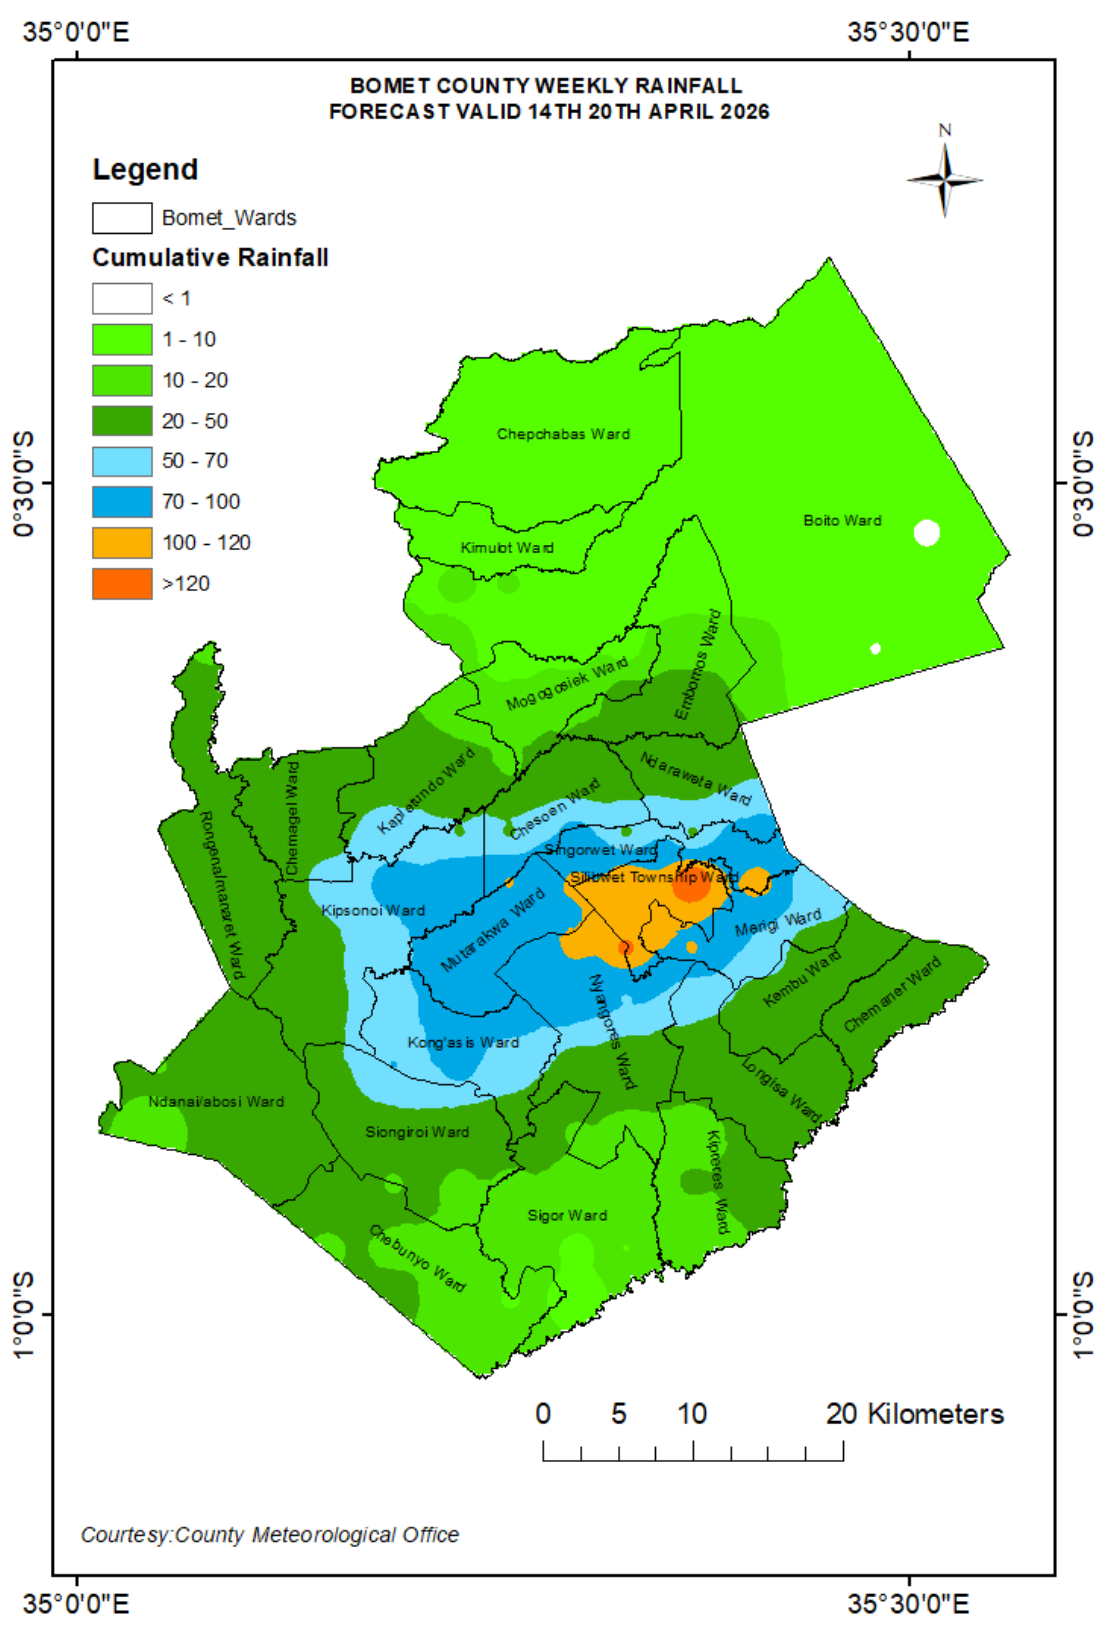 35°0'0"E
35°30'0"E
BOMET COUNTY WEEKLY RAINFALL
FORECAST VALID 14TH 20TH APRIL 2026
N
Legend
Bomet_Wards
Cumulative Rainfall
< 1
1 - 10
10 - 20
20 - 50
50 - 70
70 - 100
100 - 120
>120
0°30'0"S
0°30'0"S
Chepchabas Ward
Boito Ward
Kimulot Ward
Mogogosiek Ward
Embomos Ward
Ndaraweta Ward
Kapletundo Ward
Chesoen Ward
Chemagel Ward
Rongena/manaret Ward
Singorwet Ward
Silibwet Township Ward
Kipsonoi Ward
Mutarakwa Ward
Merigi Ward
Kembu Ward
Chemaner Ward
Nyangores Ward
Kong'asis Ward
Longisa Ward
Ndanai/abosi Ward
Siongiroi Ward
Kipreres Ward
Sigor Ward
Chebunyo Ward
1°0'0"S
1°0'0"S
0 5 10 20 Kilometers
Courtesy:County Meteorological Office
35°0'0"E
35°30'0"E